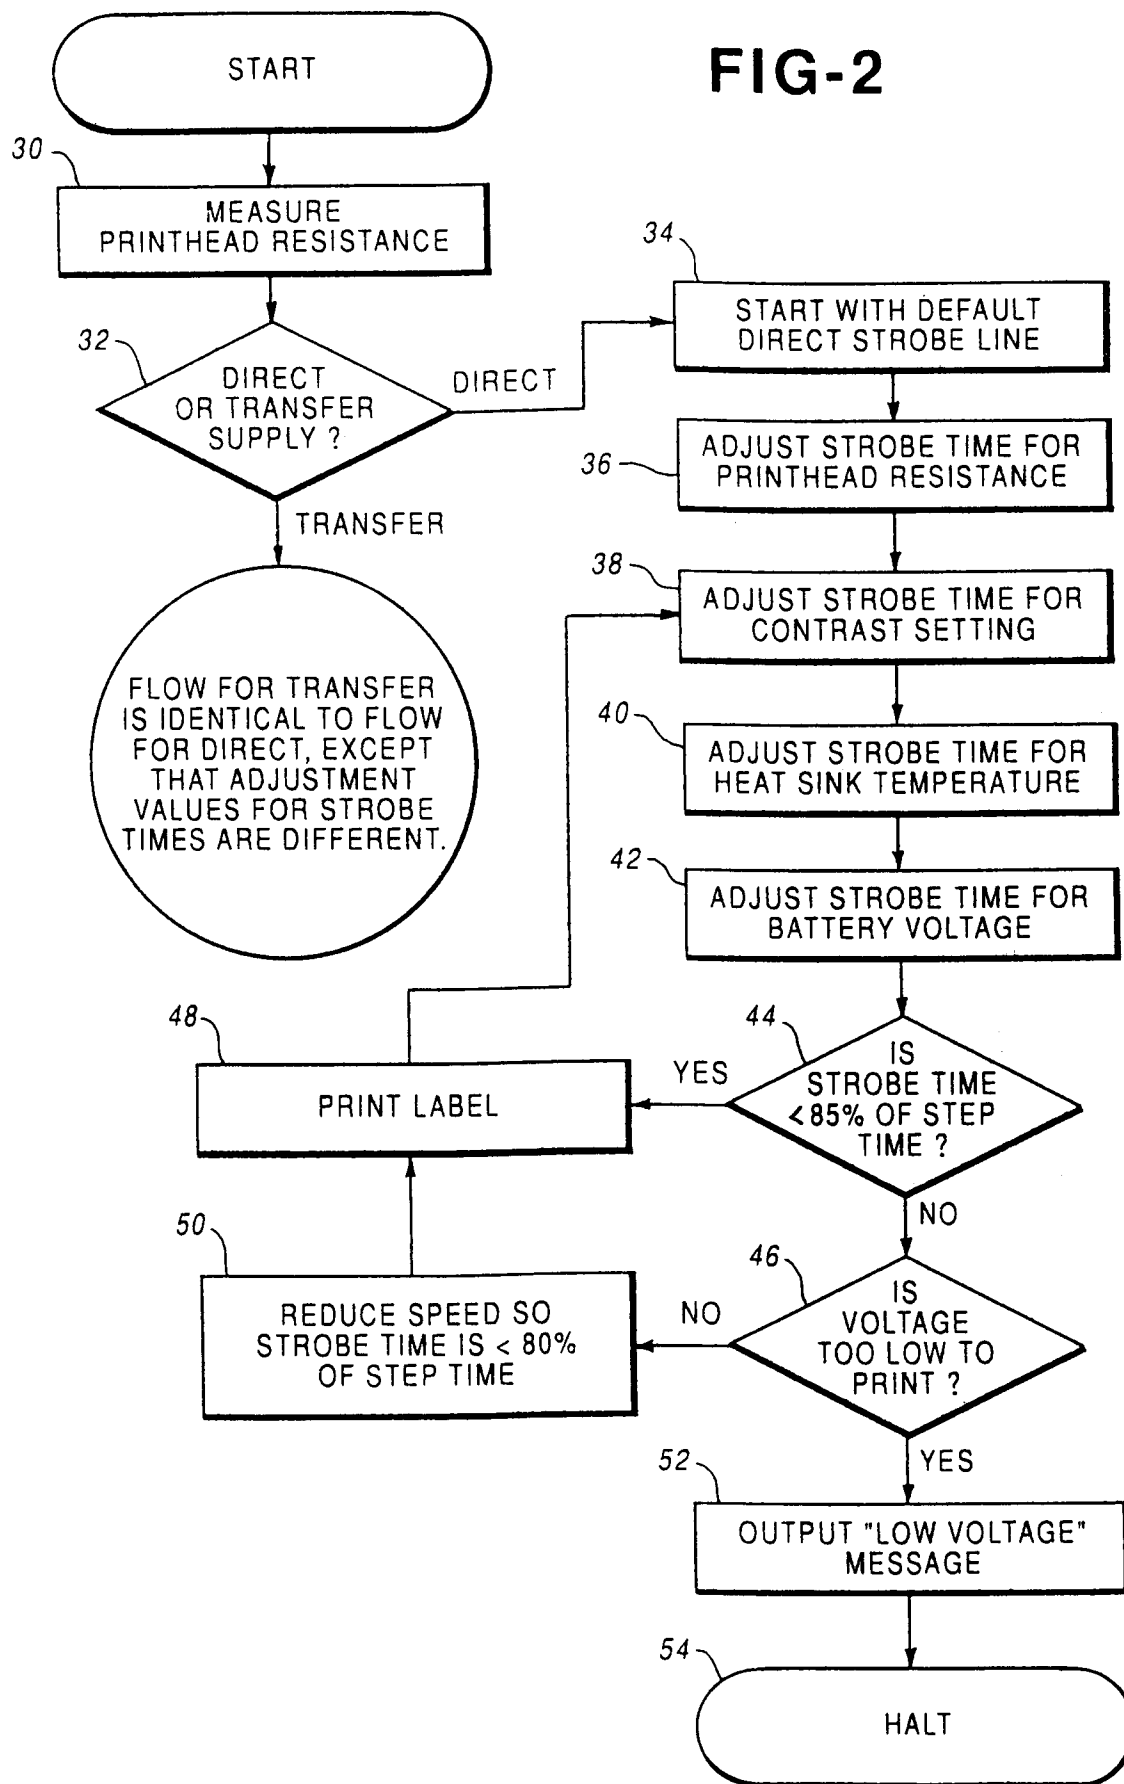 FIG-2
START
30
MEASURE
PRINTHEAD RESISTANCE
32
DIRECT
OR TRANSFER
SUPPLY ?
DIRECT
TRANSFER
FLOW FOR TRANSFER
IS IDENTICAL TO FLOW
FOR DIRECT, EXCEPT
THAT ADJUSTMENT
VALUES FOR STROBE
TIMES ARE DIFFERENT.
34
START WITH DEFAULT
DIRECT STROBE LINE
36
ADJUST STROBE TIME FOR
PRINTHEAD RESISTANCE
38
ADJUST STROBE TIME FOR
CONTRAST SETTING
40
ADJUST STROBE TIME FOR
HEAT SINK TEMPERATURE
42
ADJUST STROBE TIME FOR
BATTERY VOLTAGE
44
IS
STROBE TIME
<85% OF STEP
TIME ?
YES
48
PRINT LABEL
NO
46
IS
VOLTAGE
TOO LOW TO
PRINT ?
NO
50
REDUCE SPEED SO
STROBE TIME IS < 80%
OF STEP TIME
YES
52
OUTPUT "LOW VOLTAGE"
MESSAGE
54
HALT